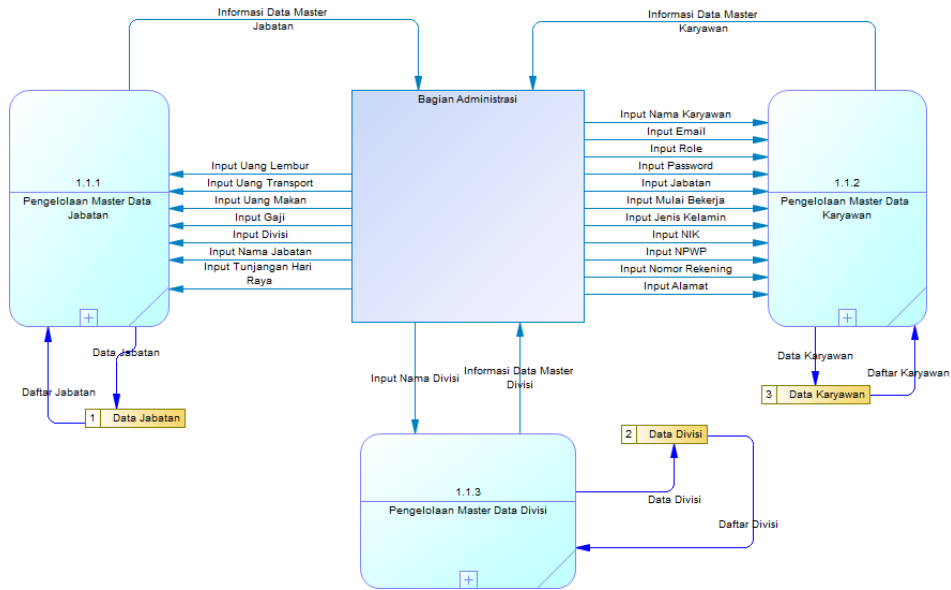 Informasi Data Master
Jabatan
Informasi Data Master
Karyawan
Bagian Administrasi
1.1.1
Pengelolaan Master Data
Jabatan
Input Uang Lembur
Input Uang Transport
Input Uang Makan
Input Gaji
Input Divisi
Input Nama Jabatan
Input Tunjangan Hari
Raya
Input Nama Karyawan
Input Email
Input Role
Input Password
Input Jabatan
Input Mulai Bekerja
Input Jenis Kelamin
Input NIK
Input NPWP
Input Nomor Rekening
Input Alamat
1.1.2
Pengelolaan Master Data
Karyawan
Data Jabatan
Daftar Jabatan
1 Data Jabatan
Input Nama Divisi
Informasi Data Master
Divisi
Data Karyawan
Daftar Karyawan
3 Data Karyawan
2 Data Divisi
1.1.3
Pengelolaan Master Data Divisi
Data Divisi
Daftar Divisi